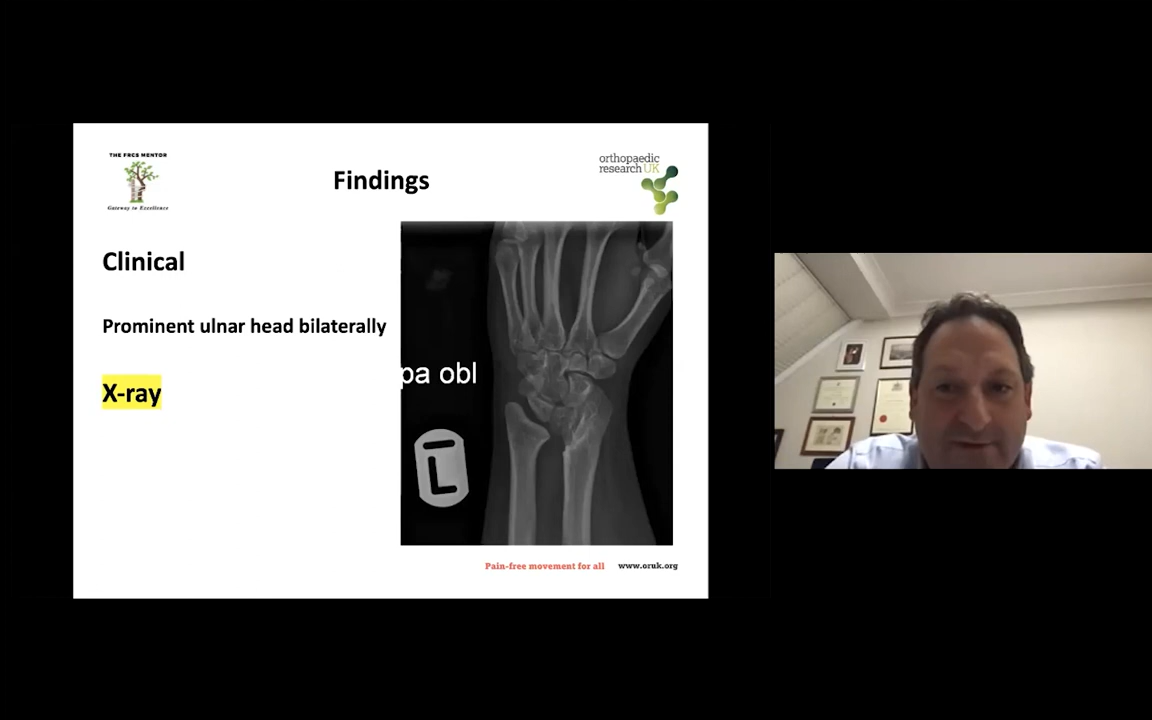 THE FRCS MENTOR
Gateway to Excellence
Findings
orthopaedic
research UK
Clinical
Prominent ulnar head bilaterally
X-ray
pa obl
L
Pain-free movement for all
www.oruk.org